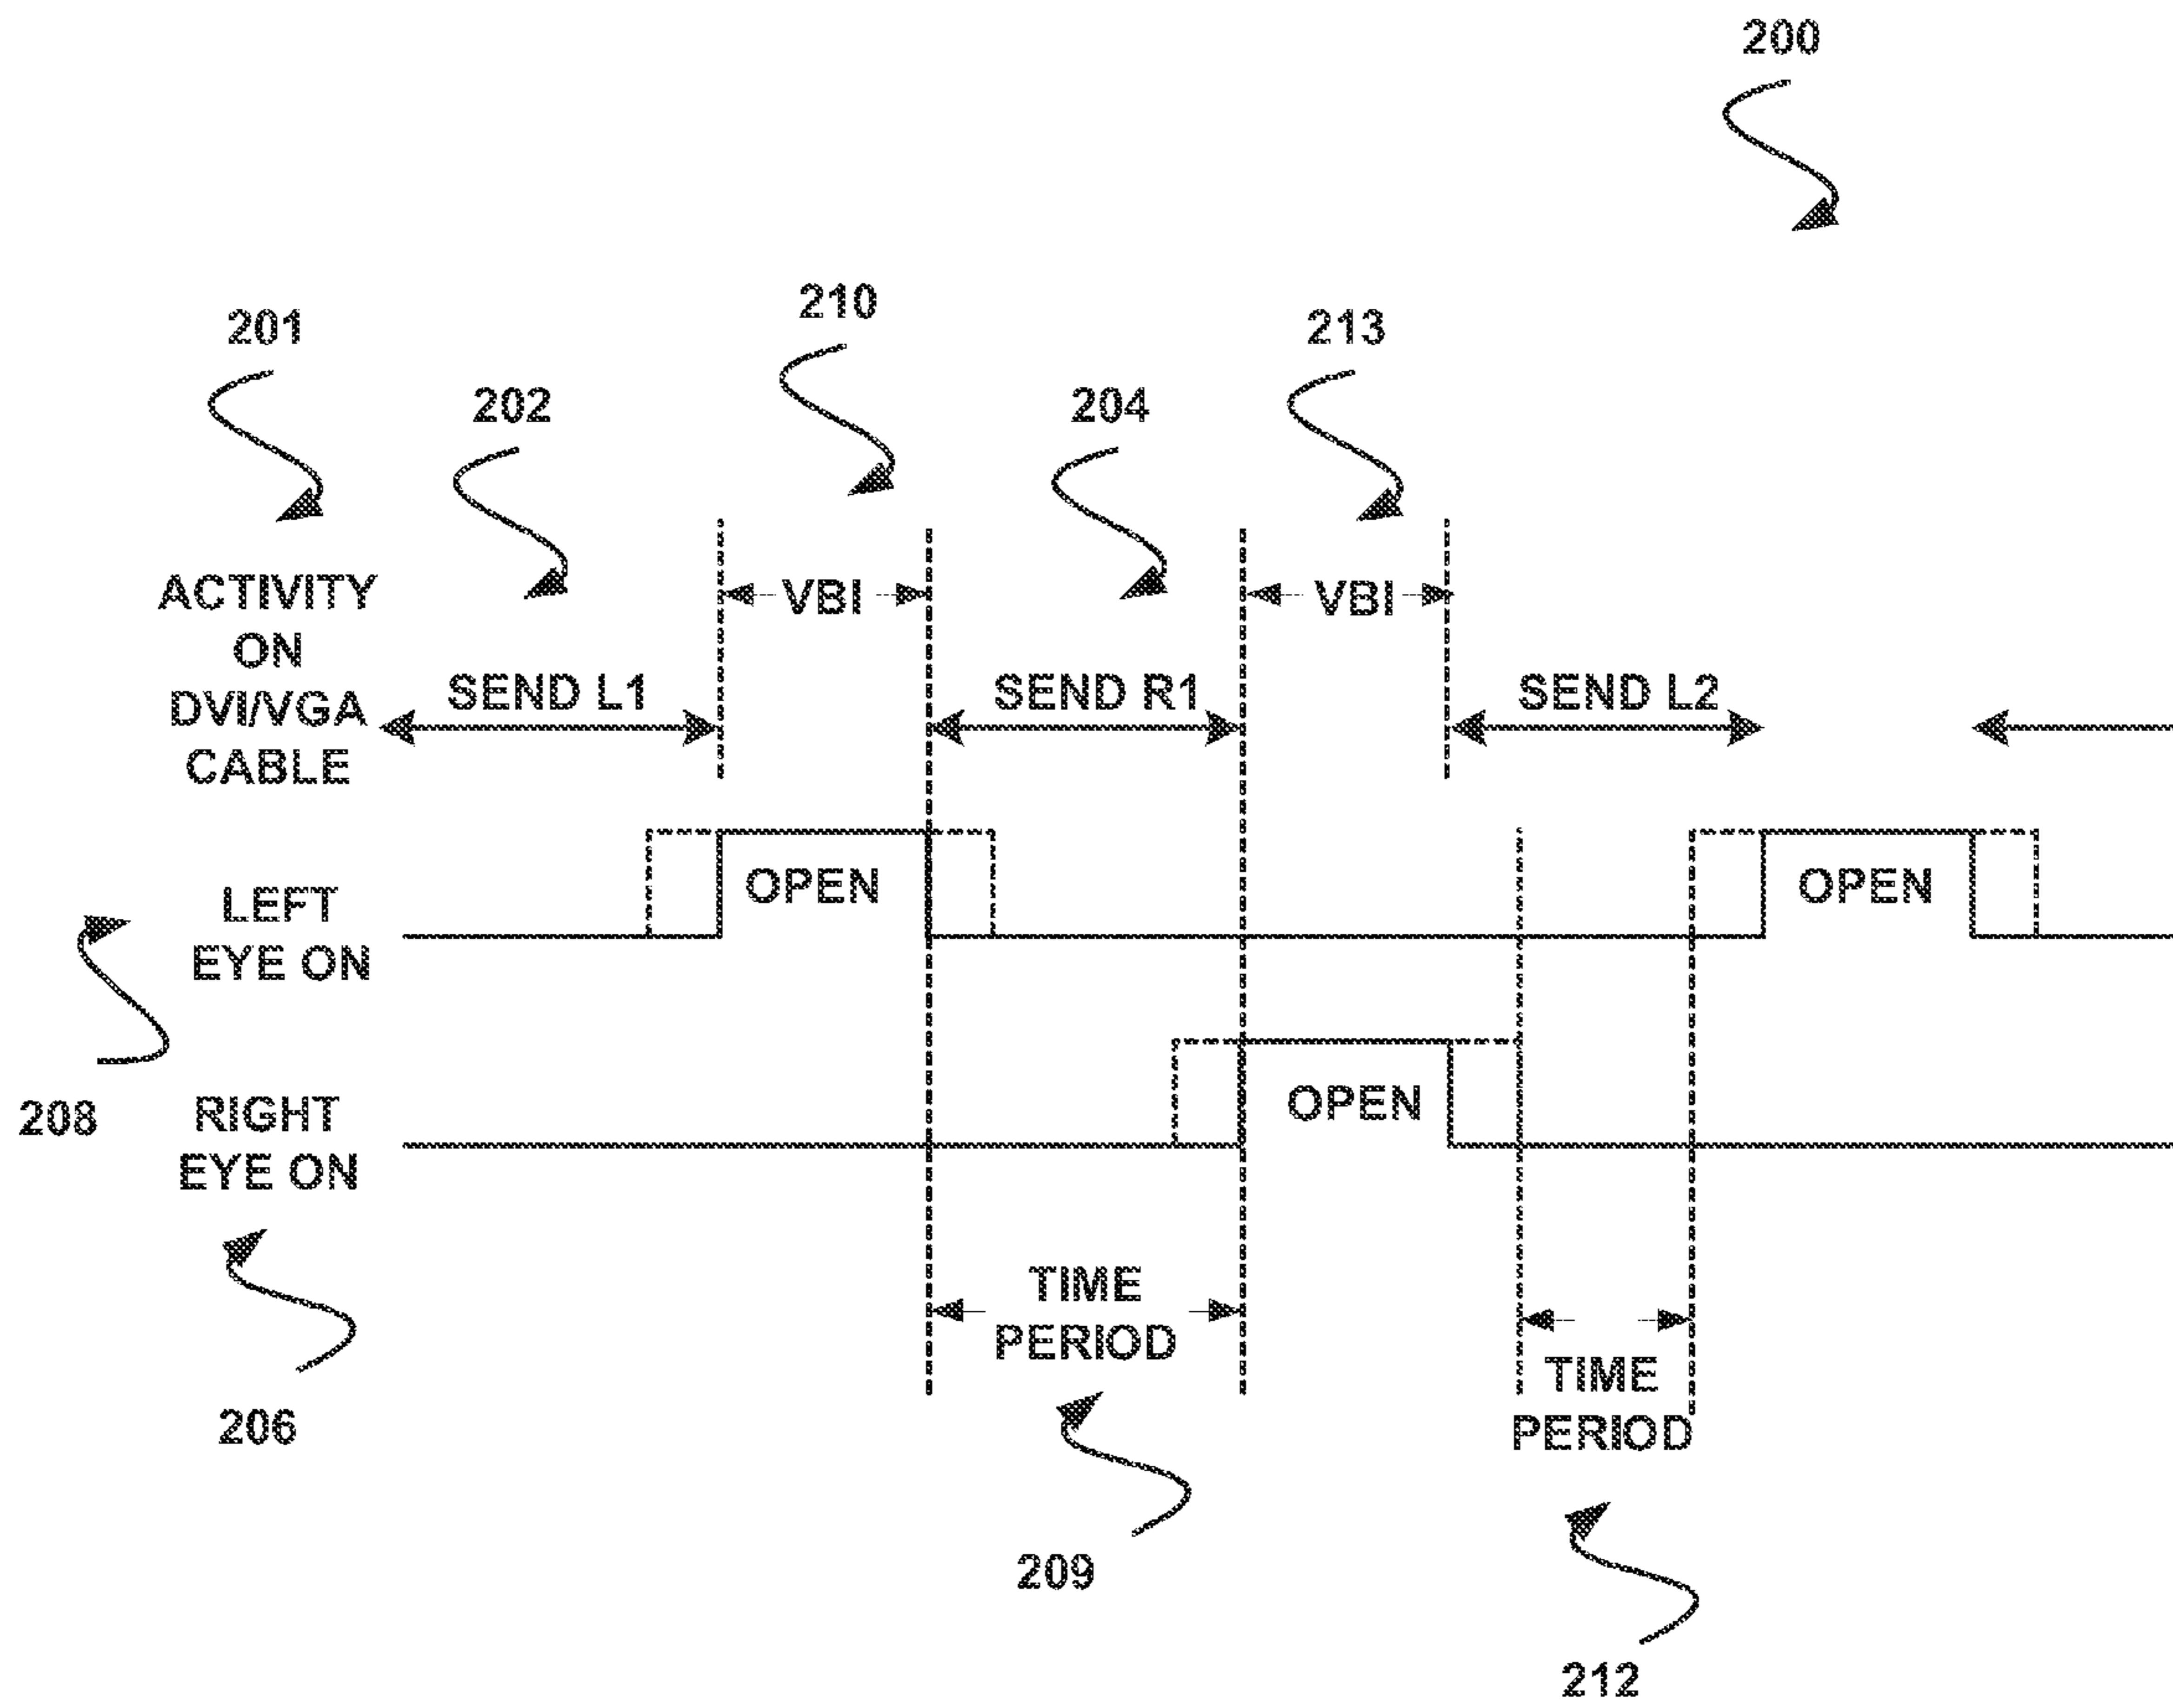 200
210
201
213
202
204
ACTIVITY
ON
DVI/VGA
CABLE
VBI
VBI
SEND L1
SEND R1
SEND L2
OPEN
OPEN
LEFT
EYE ON
208
OPEN
RIGHT
EYE ON
TIME
PERIOD
TIME
PERIOD
206
209
212